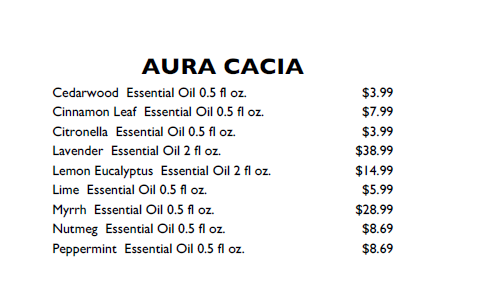 AURA CACIA
Cedarwood Essential Oil 0.5 fl oz. $3.99
Cinnamon Leaf Essential Oil 0.5 fl oz. $7.99
Citronella Essential Oil 0.5 fl oz. $3.99
Lavender Essential Oil 2 fl oz. $38.99
Lemon Eucalyptus Essential Oil 2 fl oz. $14.99
Lime Essential Oil 0.5 fl oz. $5.99
Myrrh Essential Oil 0.5 fl oz. $28.99
Nutmeg Essential Oil 0.5 fl oz. $8.69
Peppermint Essential Oil 0.5 fl oz. $8.69